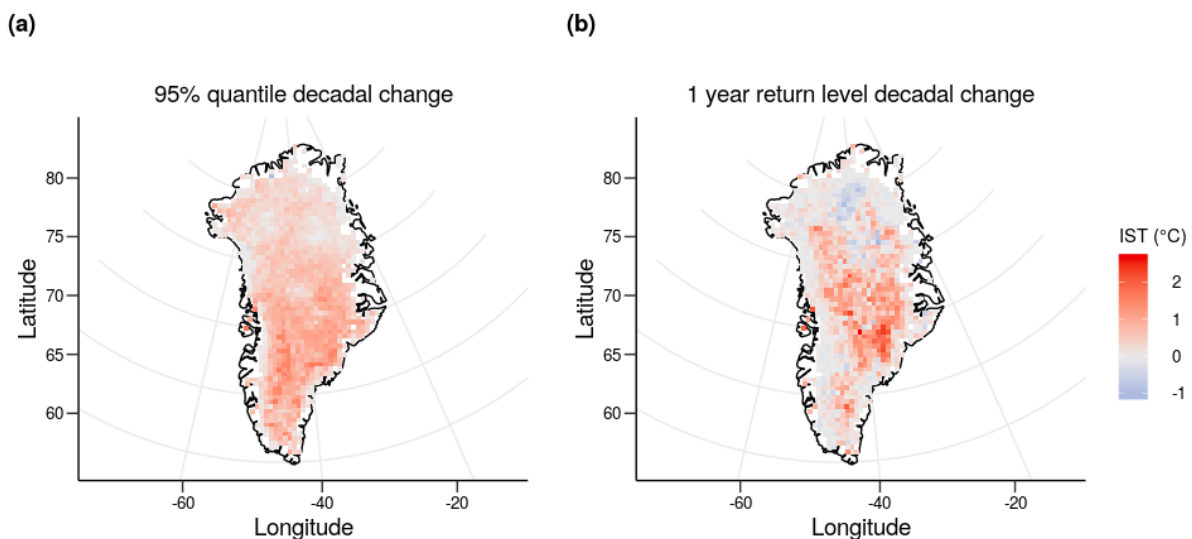 (a)
95% quantile decadal change
80
75
70
65
60
Latitude
-60
-40
-20
Longitude
(b)
1 year return level decadal change
80
75
70
65
60
Latitude
-60
-40
-20
Longitude
IST (°C)
2
1
0
-1